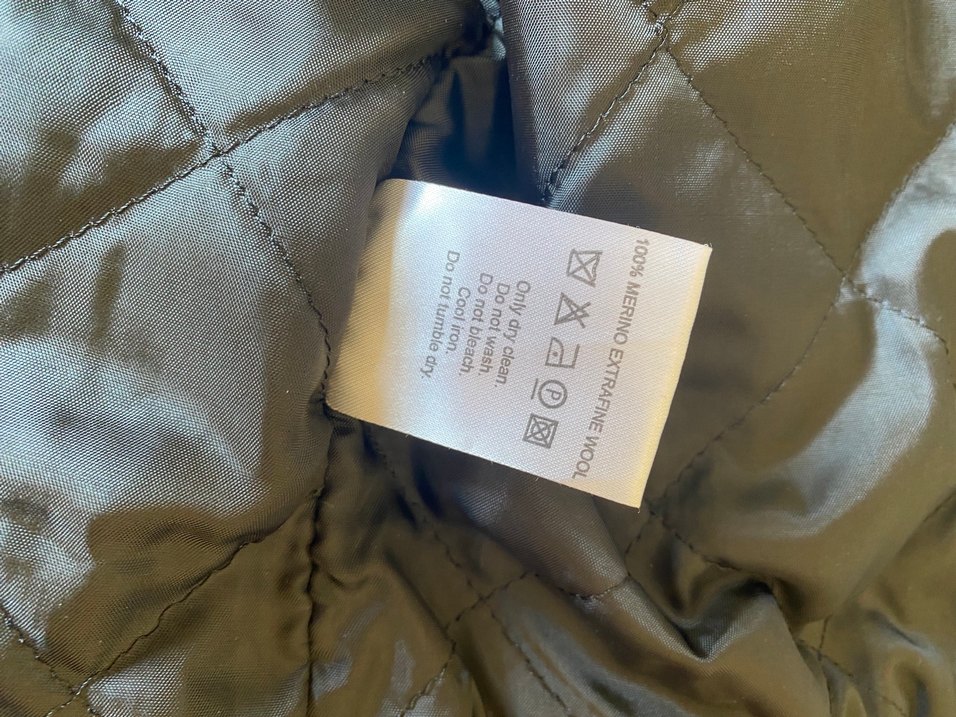 100% MERINO EXTRAFINE WOOL
P
Only dry clean.
Do not wash.
Do not bleach.
Cool iron.
Do not tumble dry.